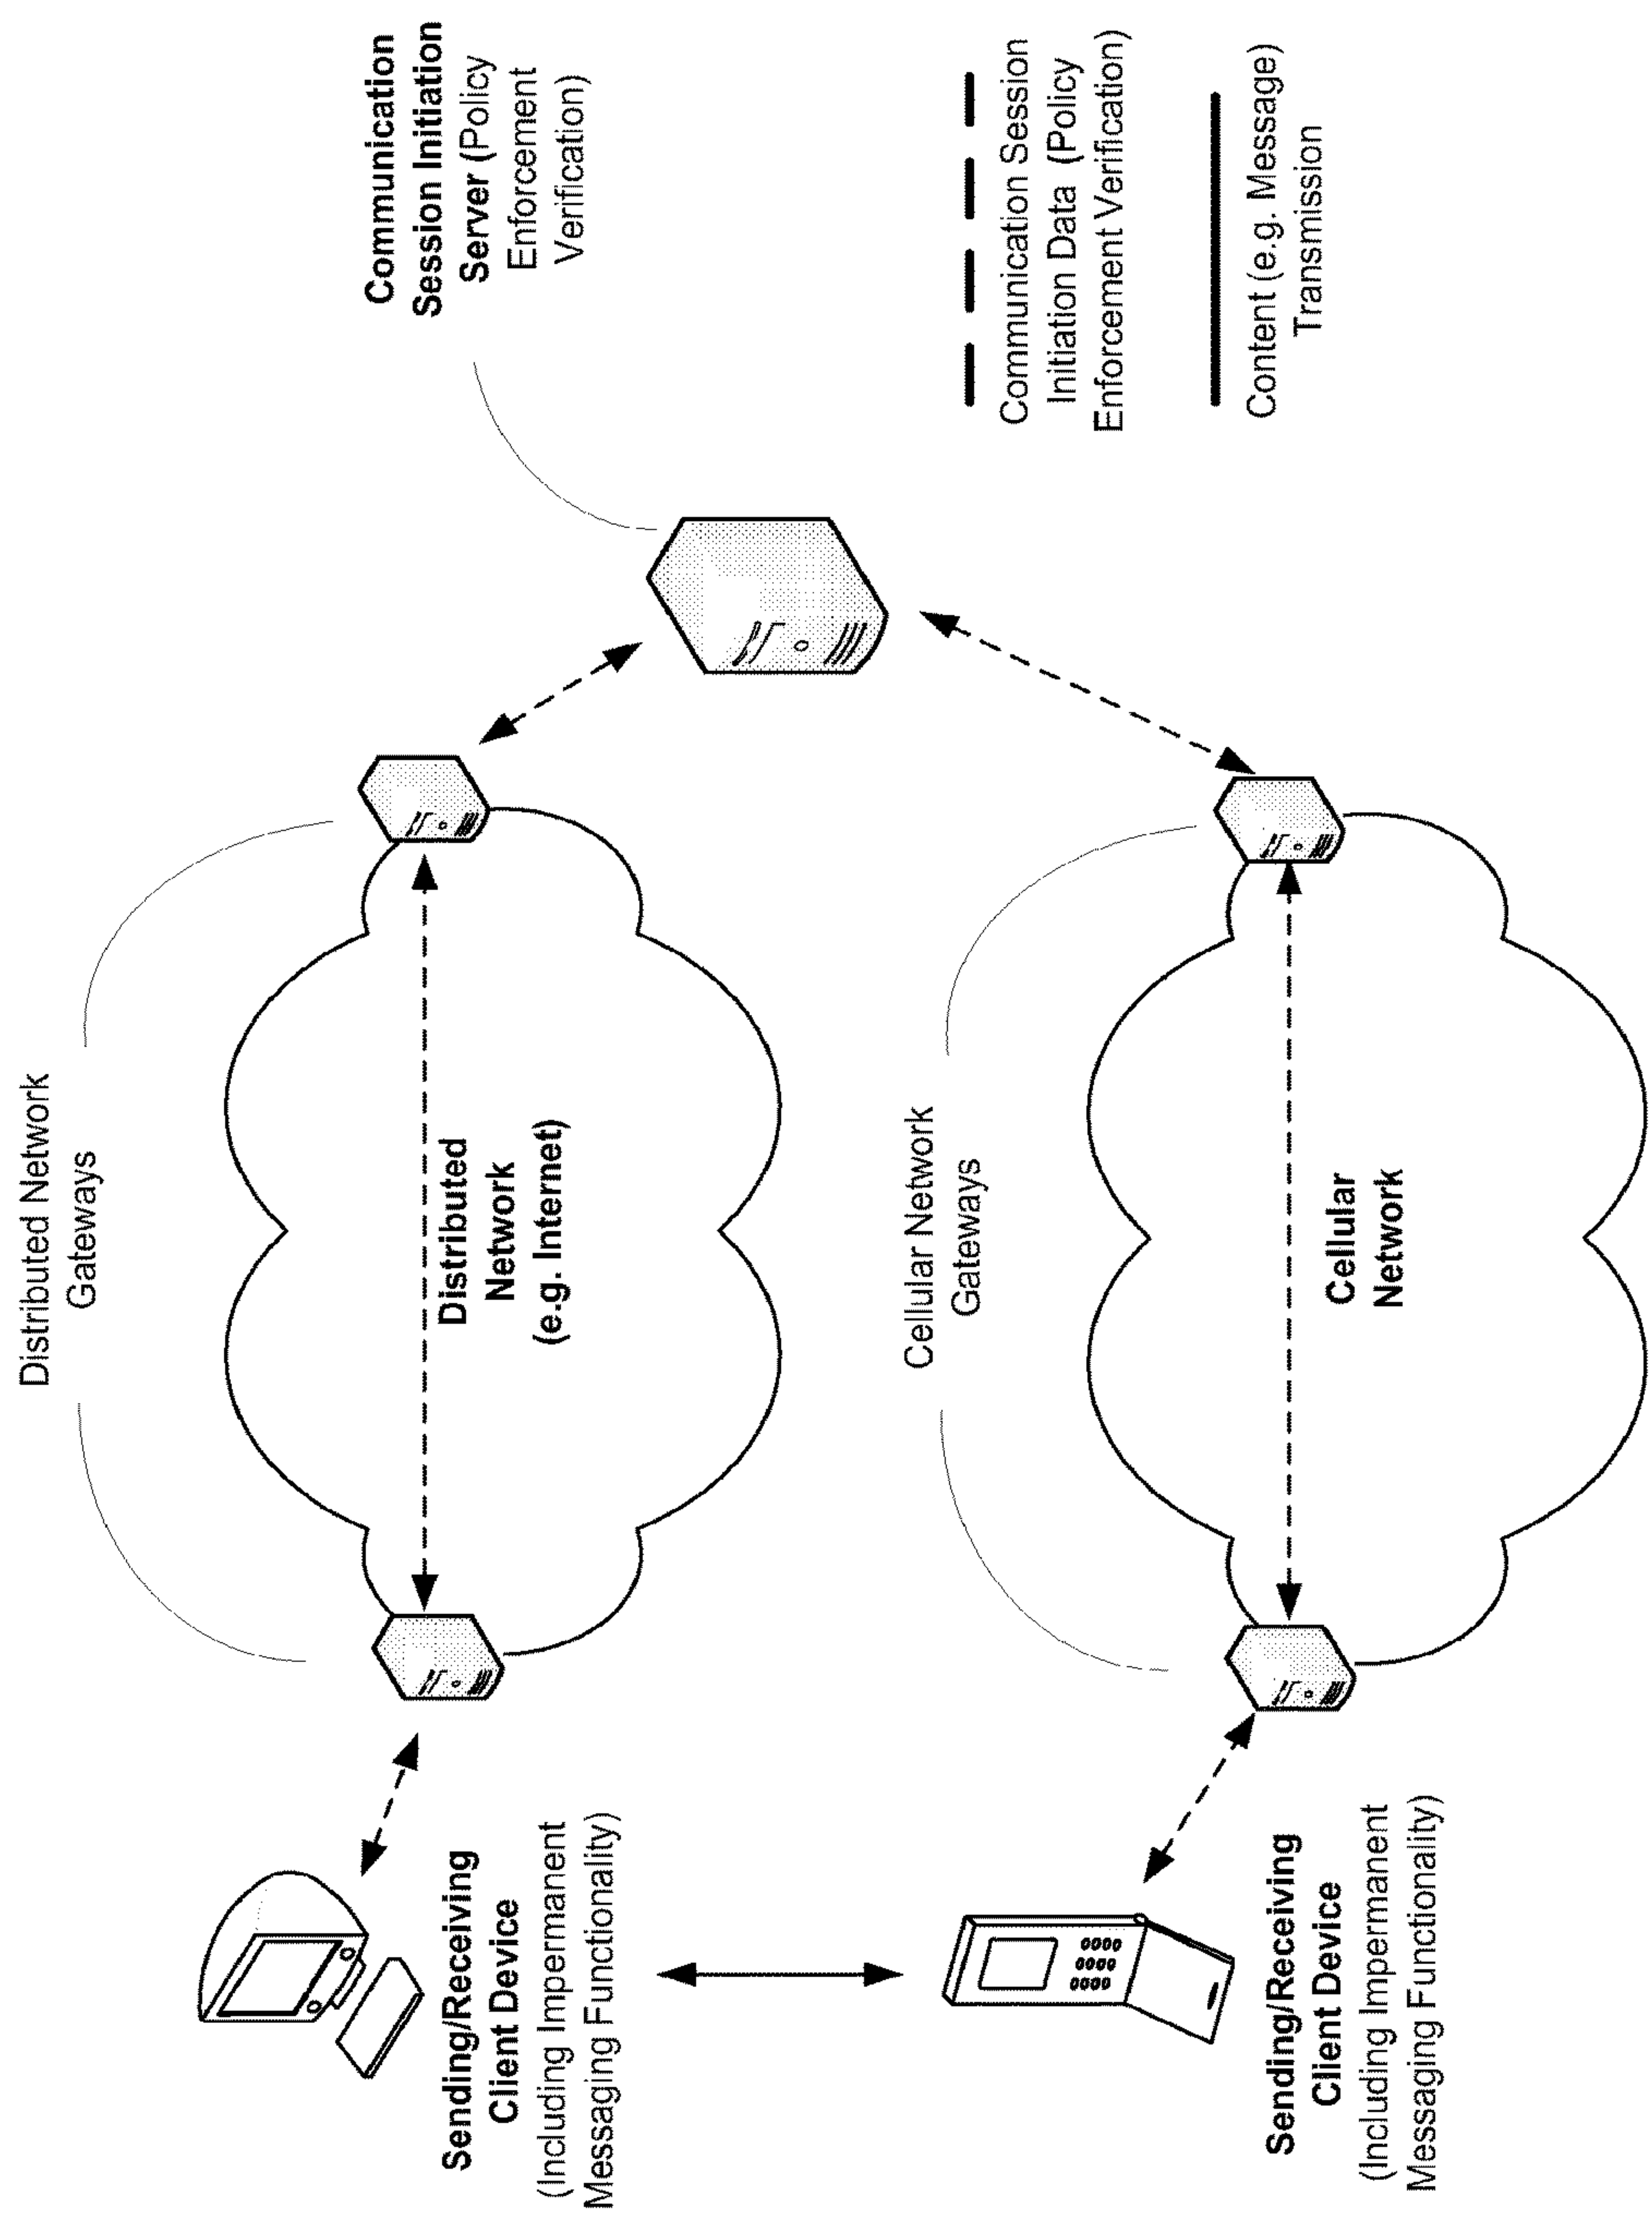 Communication
Session Initiation
Server (Policy
Enforcement
Verification)
Distributed Network
Gateways
Distributed
Network
(e.g. Internet)
Sending/Receiving
Client Device
(Including Impermanent
Messaging Functionality)
Communication Session
Initiation Data (Policy
Enforcement Verification)
Content (e.g. Message)
Transmission
Cellular Network
Gateways
Cellular
Network
Sending/Receiving
Client Device
(Including Impermanent
Messaging Functionality)